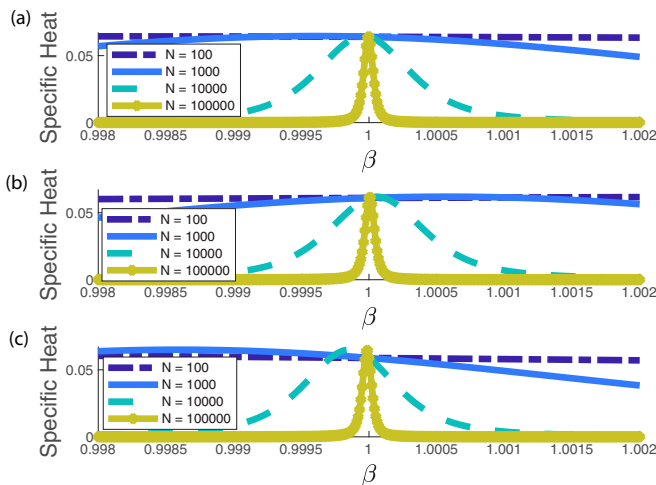 (a)
Specific Heat
0.05
0
N = 100
N = 1000
N = 10000
N = 100000
0.998 0.9985 0.999 0.9995 1 1.0005 1.001 1.0015 1.002
β
(b)
Specific Heat
0.05
0
N = 100
N = 1000
N = 10000
N = 100000
0.998 0.9985 0.999 0.9995 1 1.0005 1.001 1.0015 1.002
β
(c)
Specific Heat
0.05
0
N = 100
N = 1000
N = 10000
N = 100000
0.998 0.9985 0.999 0.9995 1 1.0005 1.001 1.0015 1.002
β